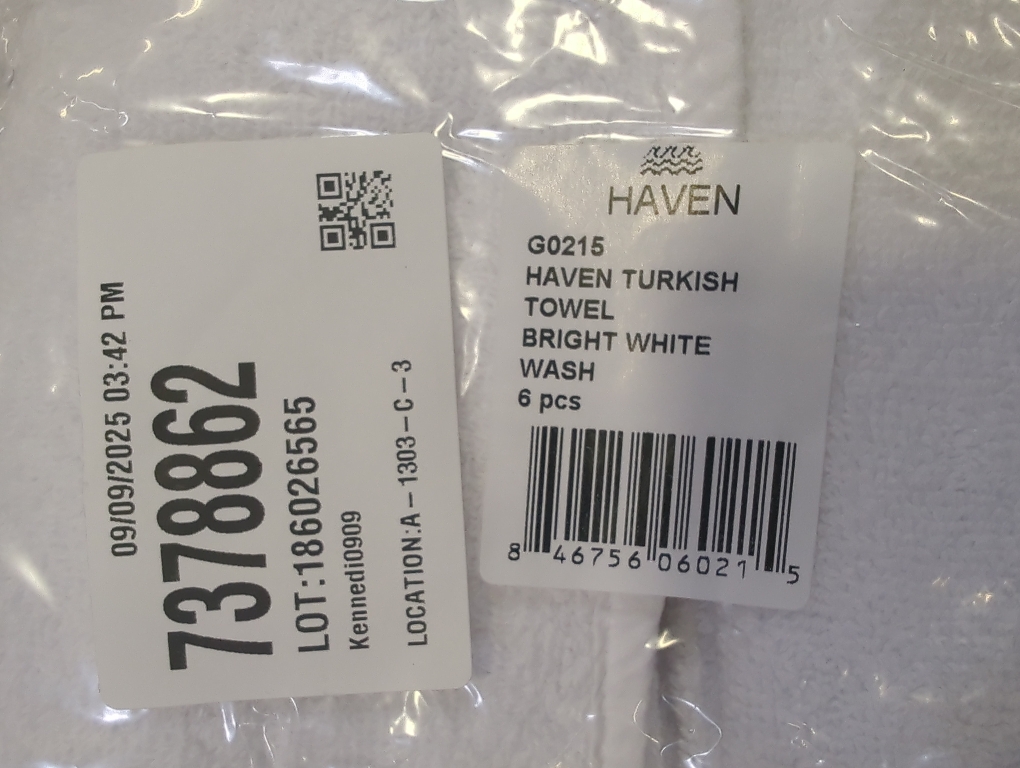 09/09/2025 03:42 PM
7378862
LOT:186026565
Kennedi0909
LOCATION:A-1303-C-3
HAVEN
G0215
HAVEN TURKISH
TOWEL
BRIGHT WHITE
WASH
6 pcs
8 46756 06021 5